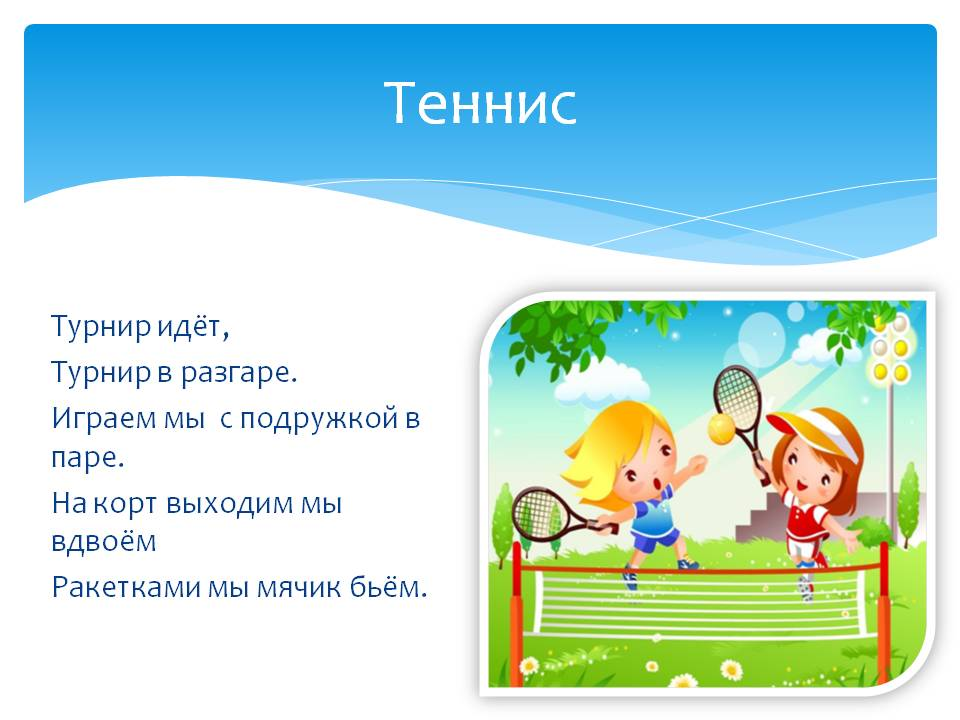 Теннис
Турнир идёт,
Турнир в разгаре.
Играем мы  с подружкой в
паре.
На корт выходим мы
вдвоём
Ракетками мы мячик бьём.